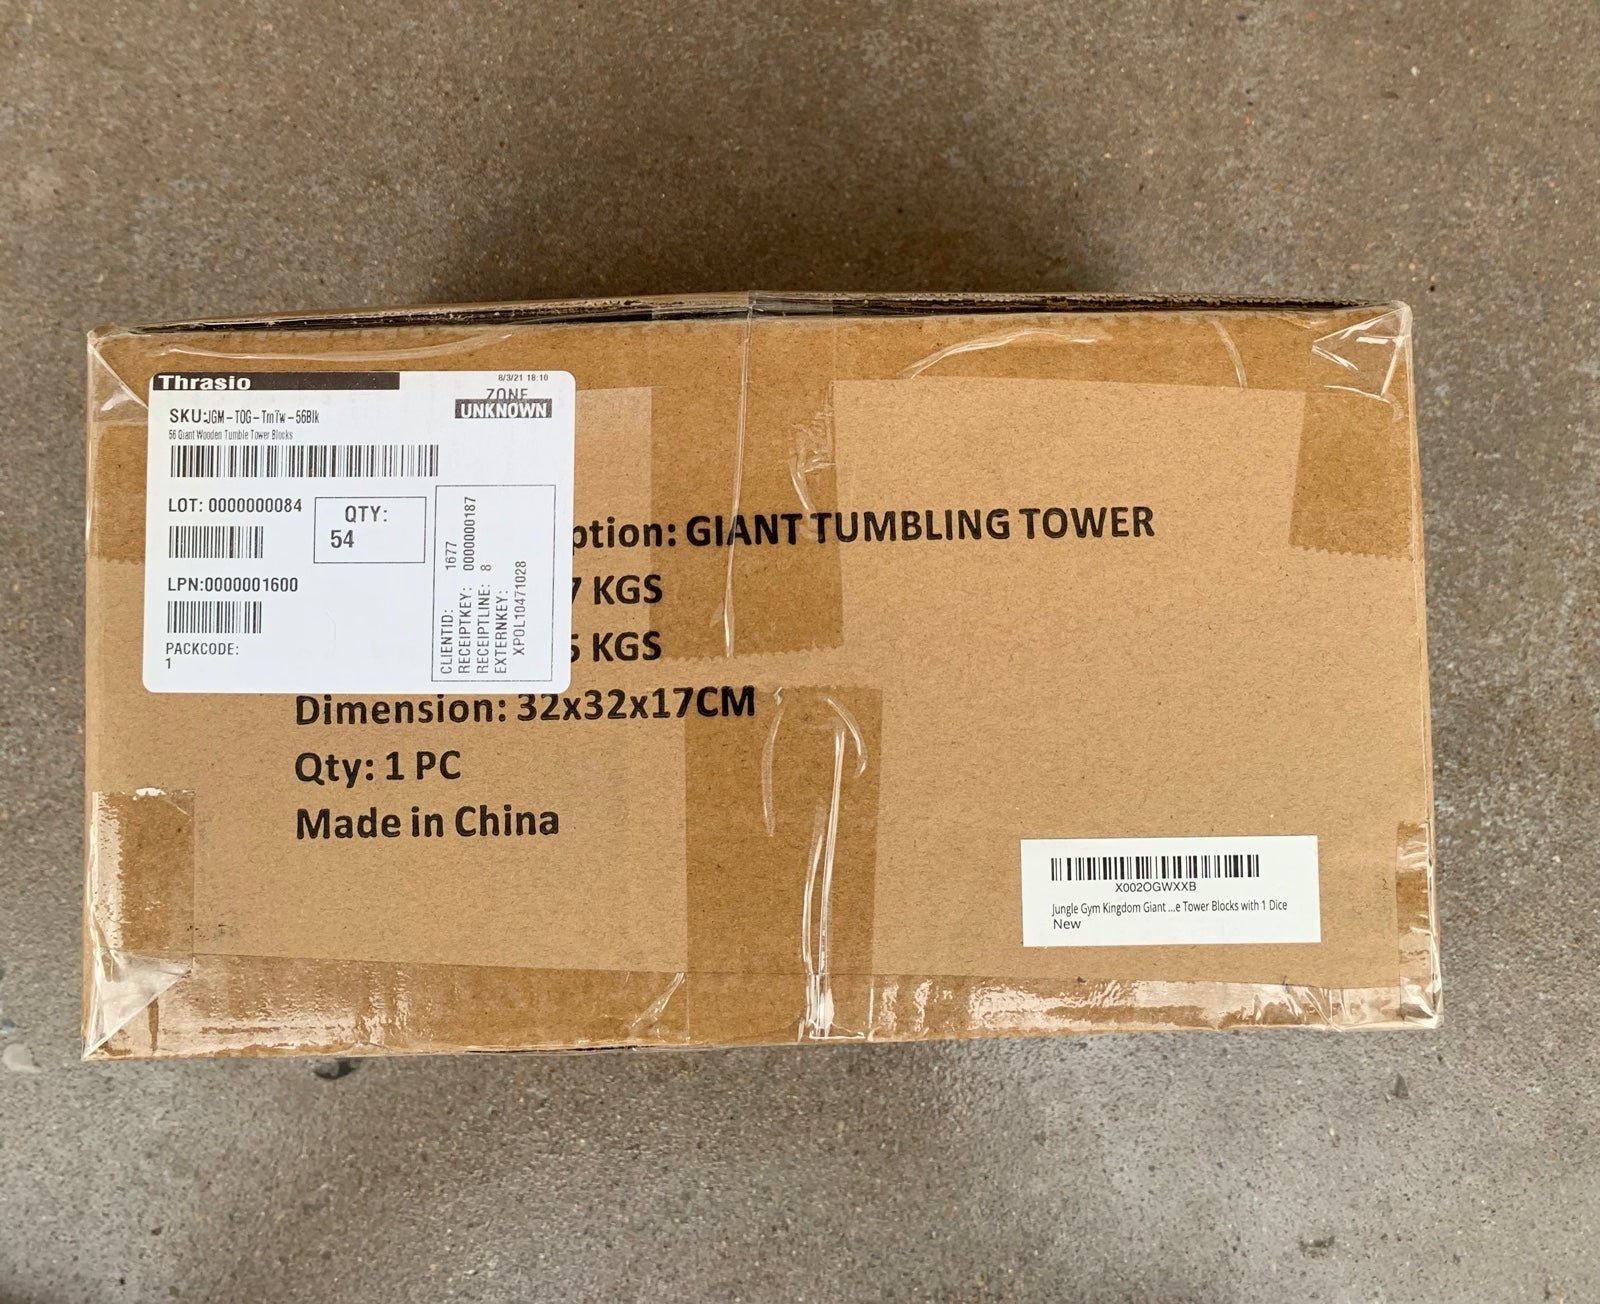 Thrasio
8/3/21 18:10
ZONE
UNKNOWN
SKU:JGM-TOG-TmTw-56Blk
56 Giant Wooden Tumble Tower Blocks
LOT: 0000000084
QTY:
54
LPN:0000001600
PACKCODE:
1
CLIENTID: 1677
RECEIPTKEY: 0000000187
RECEIPTLINE: 8
EXTERNKEY:
XPOL10471028
ption: GIANT TUMBLING TOWER
7 KGS
5 KGS
Dimension: 32x32x17CM
Qty: 1 PC
Made in China
X002OGWXXB
Jungle Gym Kingdom Giant ...e Tower Blocks with 1 Dice
New